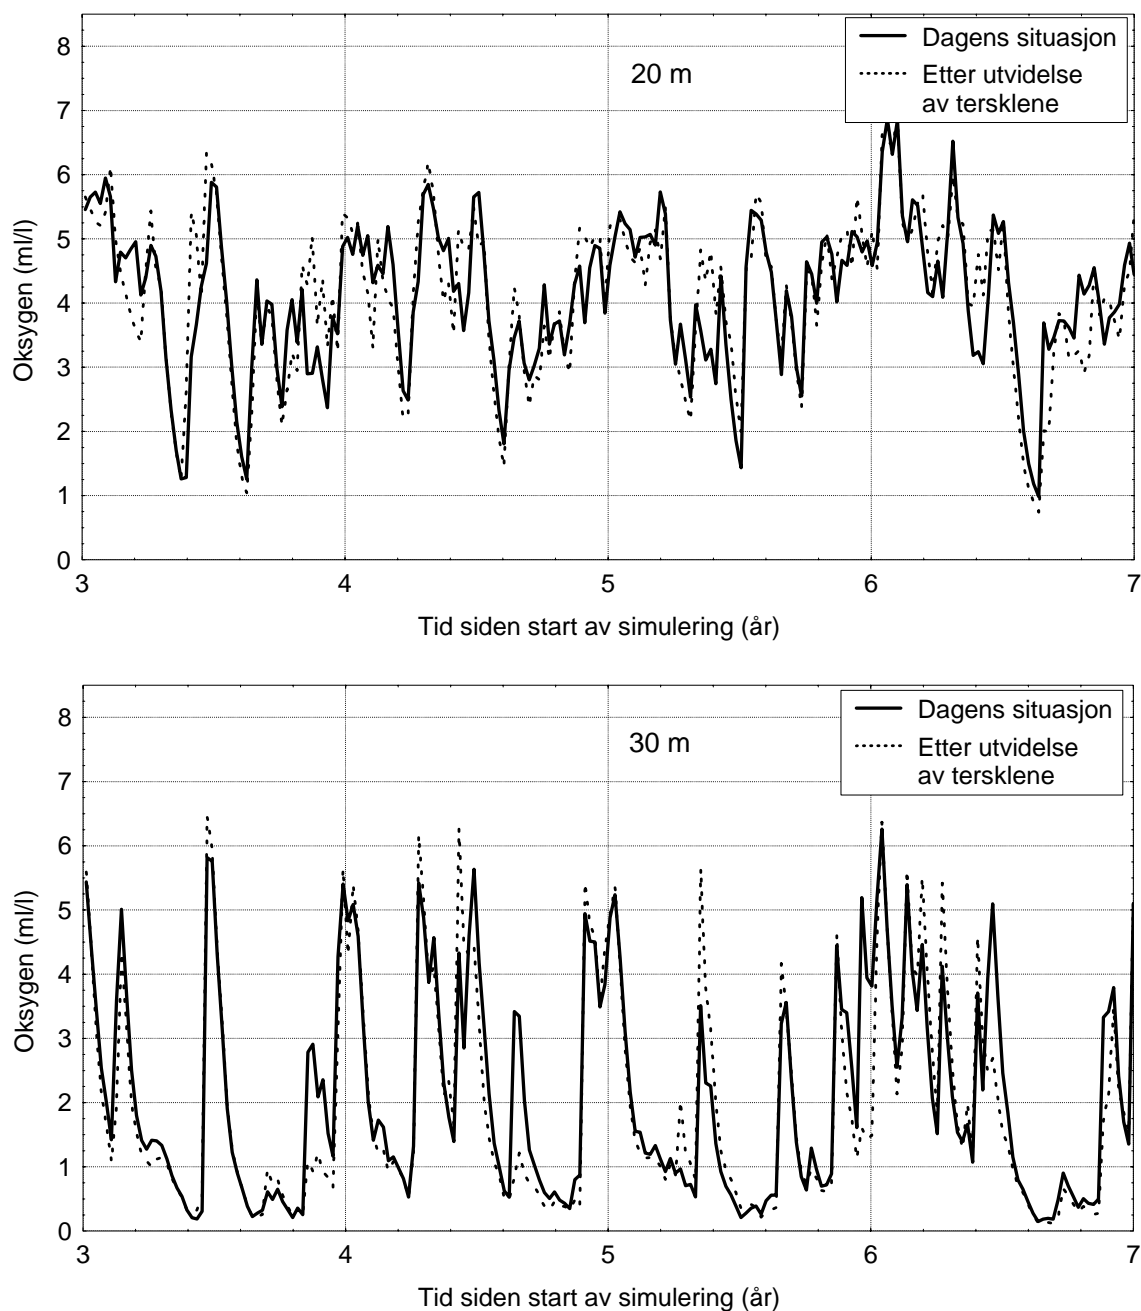 8
7
6
5
4
3
2
1
0
Oksygen (ml/l)
20 m
Dagens situasjon
Etter utvidelse
av tersklene
3
4
5
6
7
Tid siden start av simulering (år)
8
7
6
5
4
3
2
1
0
Oksygen (ml/l)
30 m
Dagens situasjon
Etter utvidelse
av tersklene
3
4
5
6
7
Tid siden start av simulering (år)